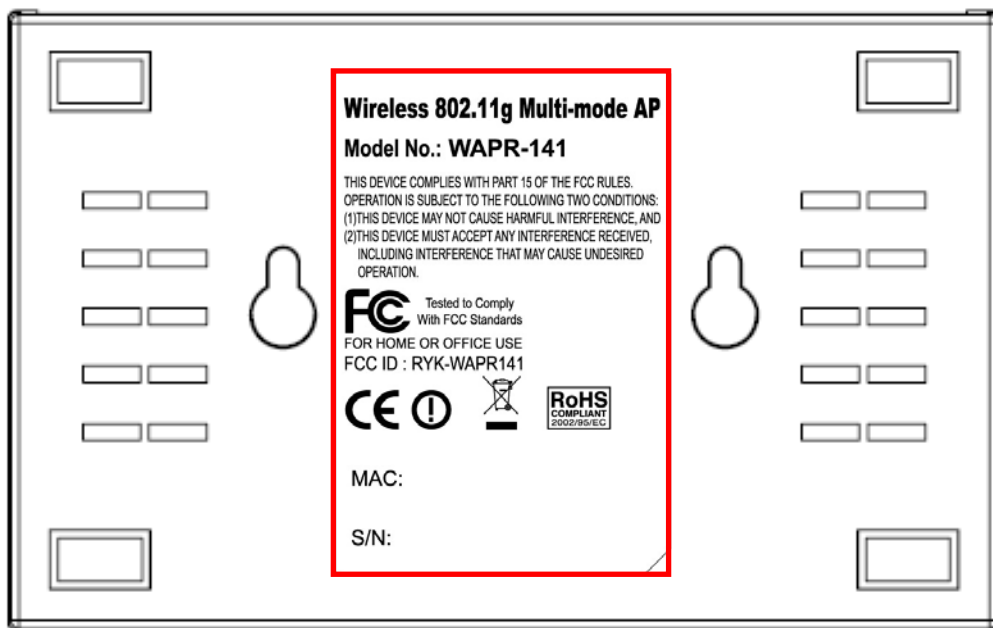 Wireless 802.11g Multi-mode AP
Model No.: WAPR-141
THIS DEVICE COMPLIES WITH PART 15 OF THE FCC RULES.
OPERATION IS SUBJECT TO THE FOLLOWING TWO CONDITIONS:
(1)THIS DEVICE MAY NOT CAUSE HARMFUL INTERFERENCE, AND
(2)THIS DEVICE MUST ACCEPT ANY INTERFERENCE RECEIVED,
INCLUDING INTERFERENCE THAT MAY CAUSE UNDESIRED
OPERATION.
FC Tested to Comply
With FCC Standards
FOR HOME OR OFFICE USE
FCC ID : RYK-WAPR141
CE
RoHS
COMPLIANT
2002/95/EC
MAC:
S/N: